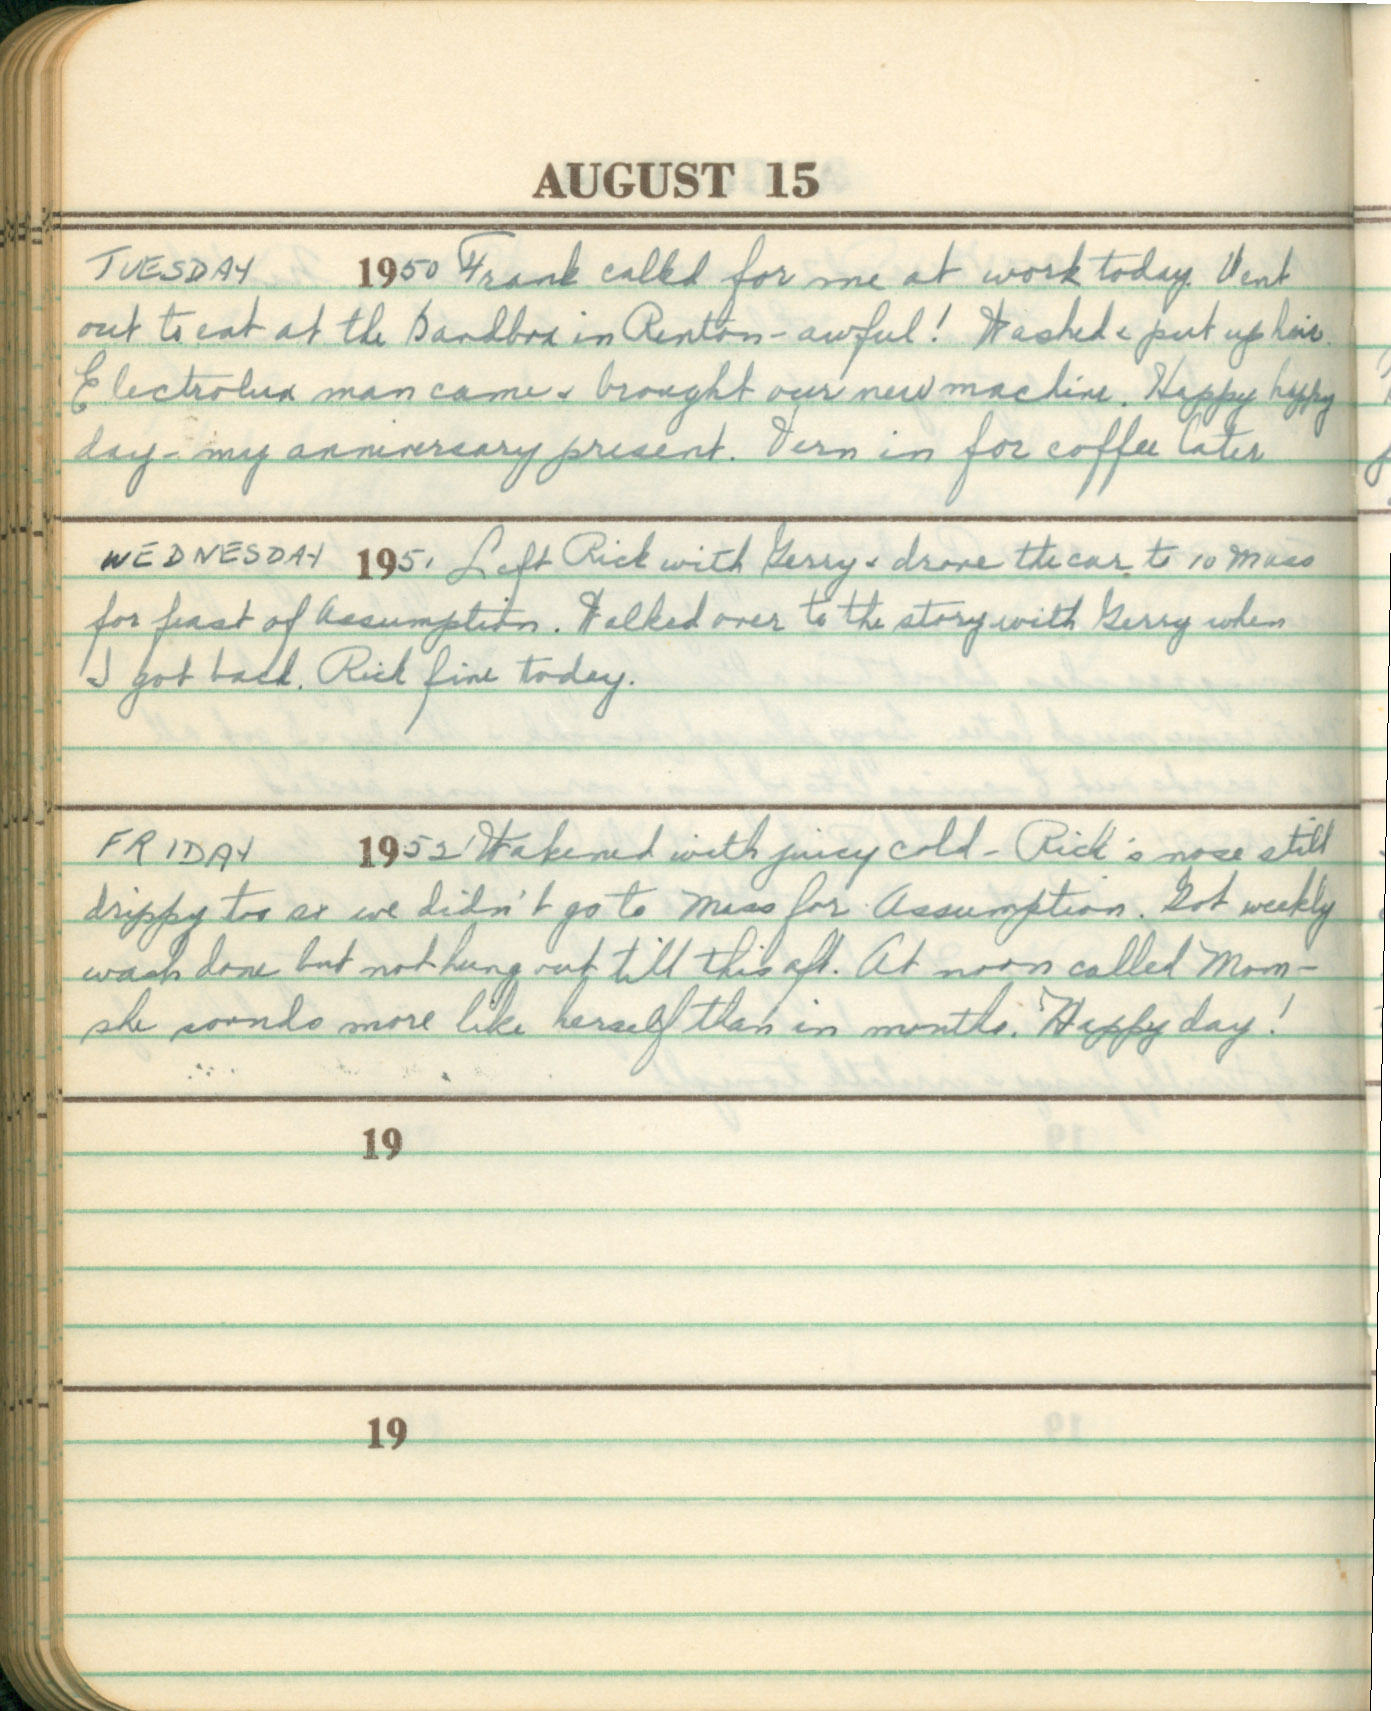 AUGUST 15
TUESDAY 1950 Frank called for me at work today. Went
out to eat at the Sandbox in Renton - awful! Washed & put up hair.
Electrolux man came & brought our new machine. Happy happy
day - my anniversary present. Vern in for coffee later
WEDNESDAY 1951 Left Rick with Gerry & drove the car to 10 Mass
for feast of Assumption. Walked over to the story with Gerry when
I got back. Rick fine today.
FRIDAY 1952 Wakened with juicy cold - Rick's nose still
drippy too so we didn't go to Mass for Assumption. Got weekly
wash done but not hung out till this aft. At noon called Mom -
she sounds more like herself than in months. Happy day!
19
19